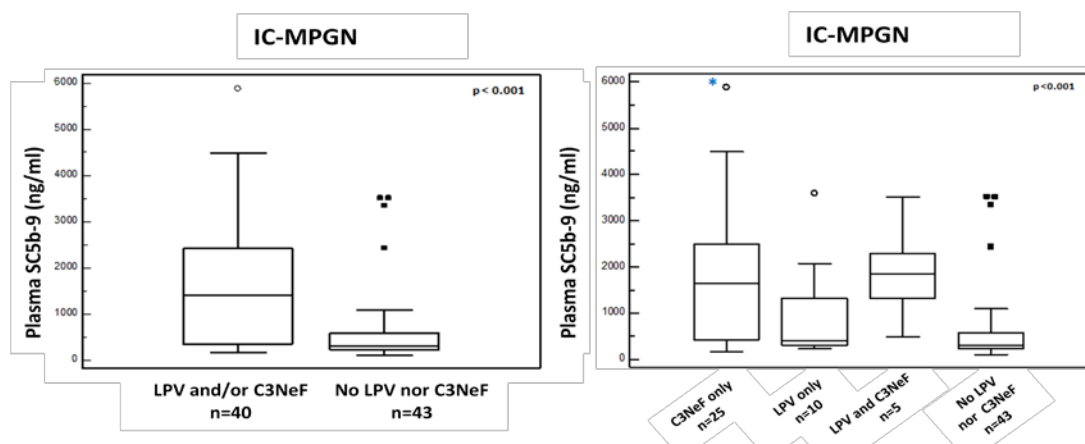 IC-MPGN
Plasma SC5b-9 (ng/ml)
6000
5000
4000
3000
2000
1000
0
p< 0.001
LPV and/or C3NeF
n=40
No LPV nor C3NeF
n=43
IC-MPGN
Plasma SC5b-9 (ng/ml)
6000
5000
4000
3000
2000
1000
0
*
p<0.001
C3NeF only
n=25
LPV only
n=10
LPV and C3NeF
n=5
No LPV
nor C3NeF
n=43